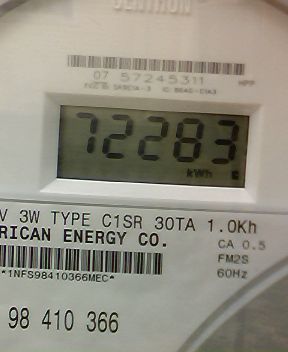 CENTRON
07 57245311
72283
kWh
V 3W TYPE C1SR 30TA 1.0Kh
RICAN ENERGY CO.
CA 0.5
FM2S
60Hz
*1NFS98410366MEC*
98 410 366